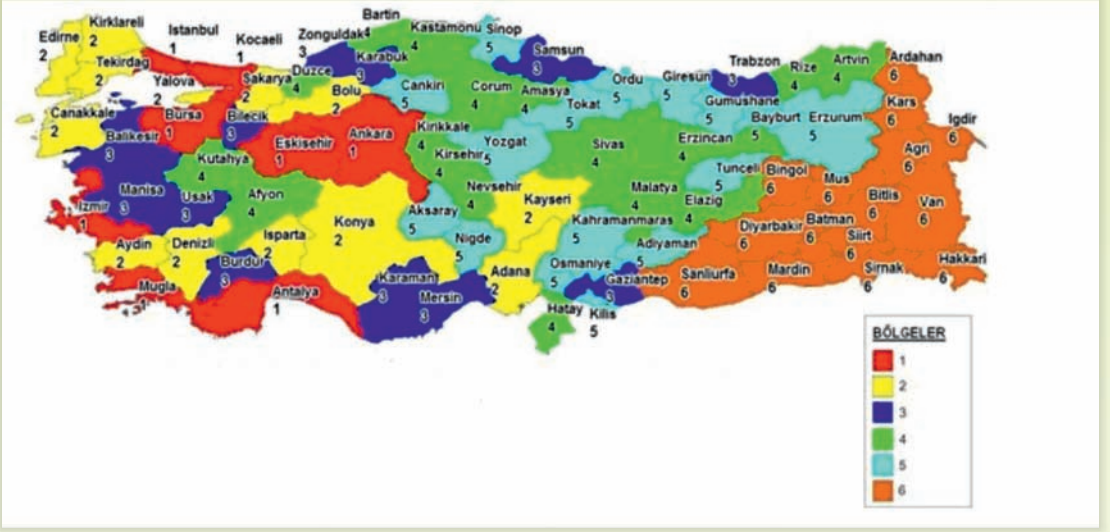 Bartin
4
Kastamonu
4
Sinop
5
Kirklareli
2
Edirne
2
Istanbul
1
Kocaeli
1
Zonguldak
3
Karabuk
3
Samsun
3
Tekirdag
2
Yalova
2
Sakarya
2
Duzce
4
Bolu
2
Cankiri
5
Corum
4
Amasya
4
Tokat
5
Ordu
5
Giresun
5
Trabzon
3
Rize
4
Artvin
4
Ardahan
6
Kars
6
Igdir
6
Canakkale
2
Balikesir
3
Bursa
1
Bilecik
3
Eskisehir
1
Ankara
1
Kirikkale
4
Kirsehir
4
Yozgat
5
Sivas
4
Gumushane
5
Bayburt
5
Erzurum
5
Erzincan
4
Agri
6
Kutahya
4
Manisa
3
Usak
3
Afyon
4
Izmir
1
Konya
2
Aksaray
5
Nevsehir
4
Kayseri
2
Malatya
4
Elazig
4
Tunceli
5
Bingol
6
Mus
6
Bitlis
6
Van
6
Aydin
2
Denizli
2
Isparta
2
Burdur
3
Nigde
5
Kahramanmaras
5
Adiyaman
5
Diyarbakir
6
Batman
6
Siirt
6
Hakkari
6
Mugla
1
Antalya
1
Karaman
3
Mersin
3
Adana
2
Osmaniye
5
Gaziantep
3
Sanliurfa
6
Mardin
6
Sirnak
6
Hatay
4
Kilis
5
BÖLGELER
1
2
3
4
5
6